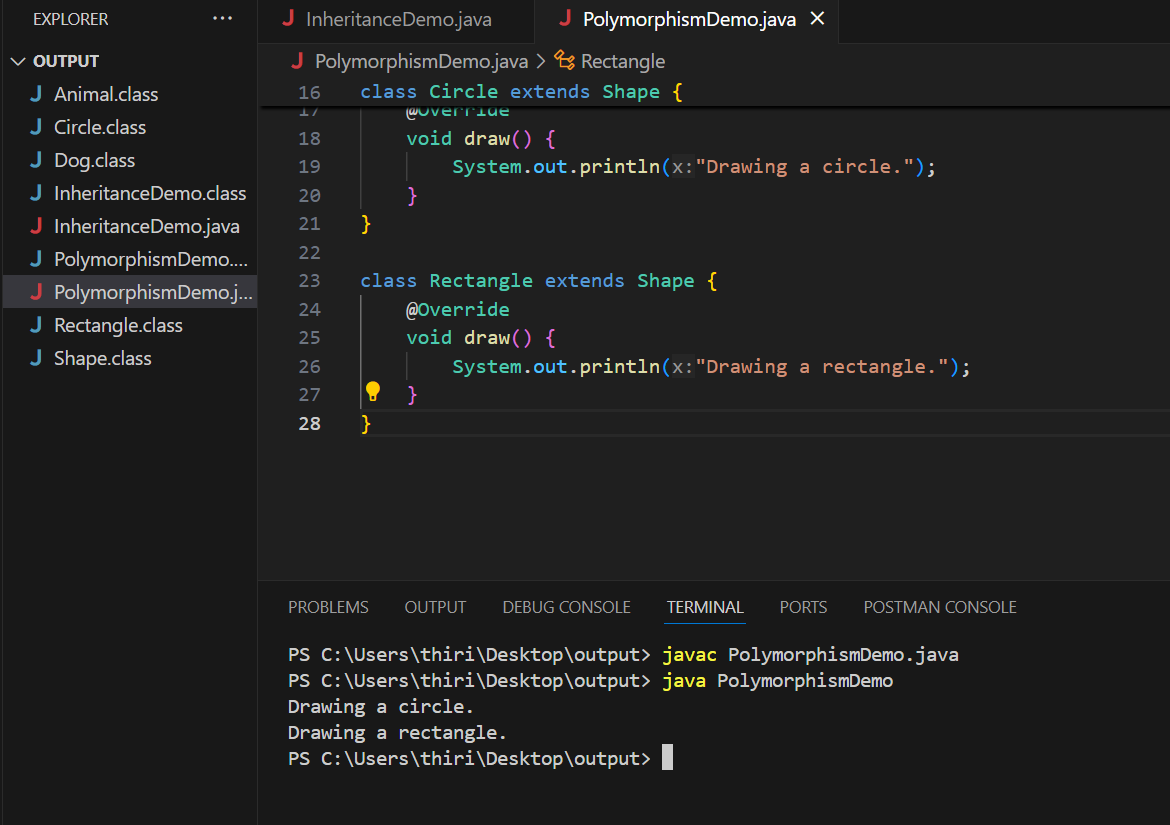 EXPLORER ...
OUTPUT
J Animal.class
J Circle.class
J Dog.class
J InheritanceDemo.class
J InheritanceDemo.java
J PolymorphismDemo....
J PolymorphismDemo.j...
J Rectangle.class
J Shape.class
J InheritanceDemo.java J PolymorphismDemo.java
J PolymorphismDemo.java > Rectangle
16 class Circle extends Shape {
17 @Override
18 void draw() {
19 System.out.println(x:"Drawing a circle.");
20 }
21 }
22
23 class Rectangle extends Shape {
24 @Override
25 void draw() {
26 System.out.println(x:"Drawing a rectangle.");
27 }
28 }
PROBLEMS OUTPUT DEBUG CONSOLE TERMINAL PORTS POSTMAN CONSOLE
PS C:\Users\thiri\Desktop\output> javac PolymorphismDemo.java
PS C:\Users\thiri\Desktop\output> java PolymorphismDemo
Drawing a circle.
Drawing a rectangle.
PS C:\Users\thiri\Desktop\output>